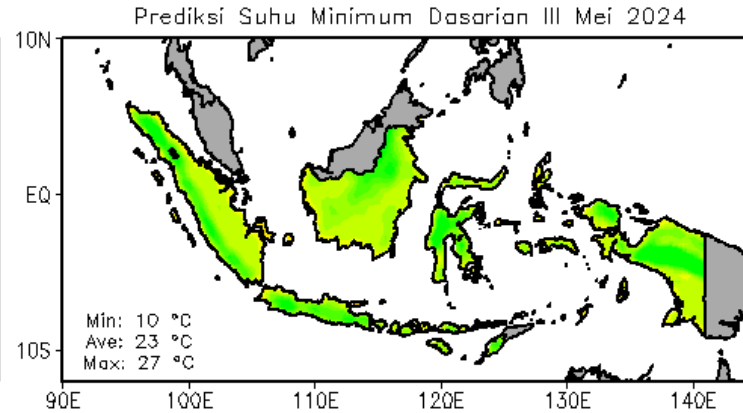 Prediksi Suhu Minimum Dasarian III Mei 2024
10N
EQ
10S
Min: 10 °C
Ave: 23 °C
Max: 27 °C
90E 100E 110E 120E 130E 140E